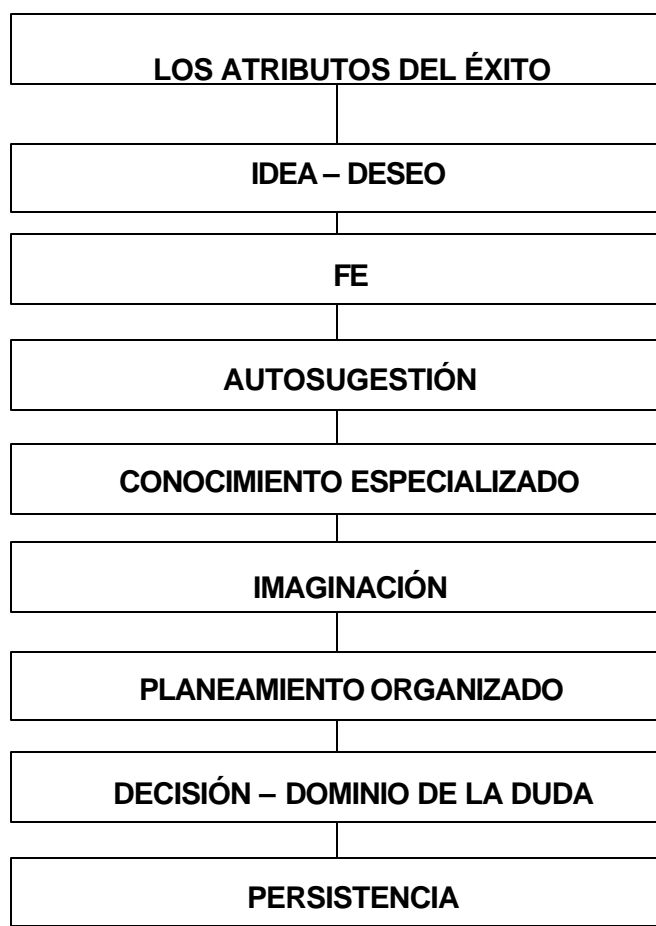 LOS ATRIBUTOS DEL ÉXITO
IDEA – DESEO
FE
AUTOSUGESTIÓN
CONOCIMIENTO ESPECIALIZADO
IMAGINACIÓN
PLANEAMIENTO ORGANIZADO
DECISIÓN – DOMINIO DE LA DUDA
PERSISTENCIA